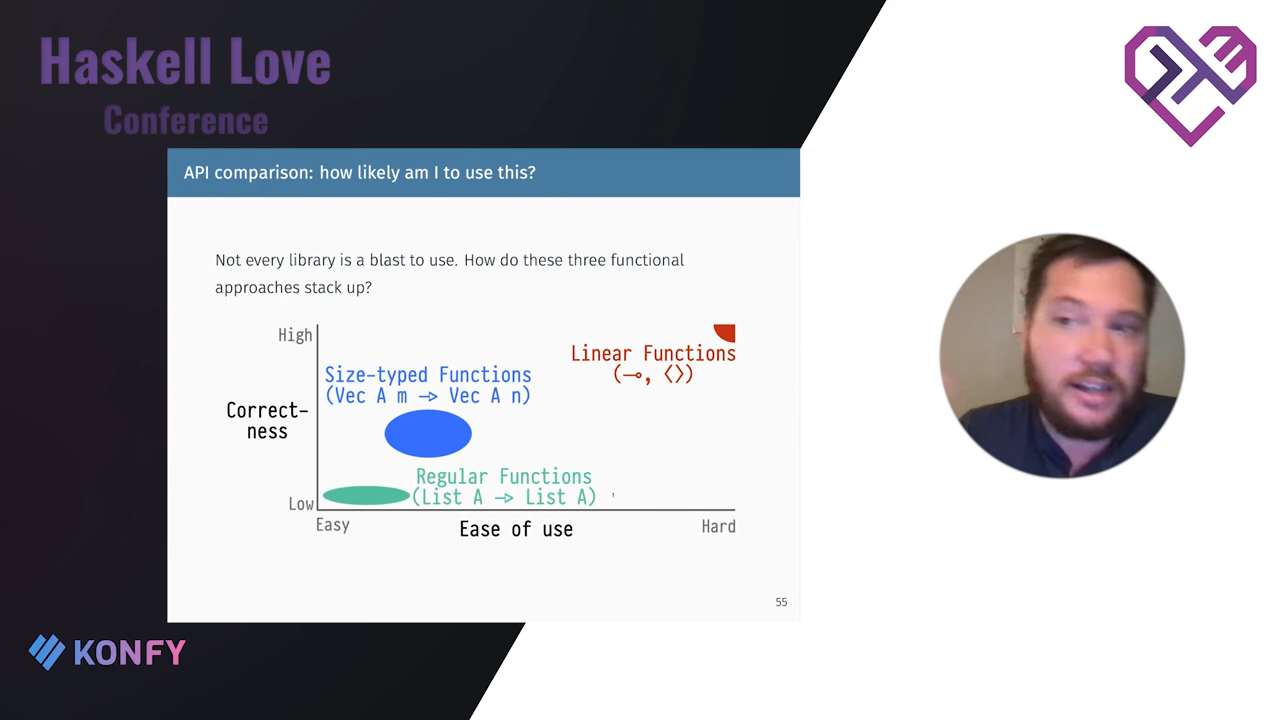 Haskell Love
Conference
API comparison: how likely am I to use this?
Not every library is a blast to use. How do these three functional
approaches stack up?
High
Linear Functions
(⊸, ⟨⟩)
Size-typed Functions
(Vec A m -> Vec A n)
Correct-
ness
Regular Functions
(List A -> List A)
Low
Easy
Ease of use
Hard
55
KONFY